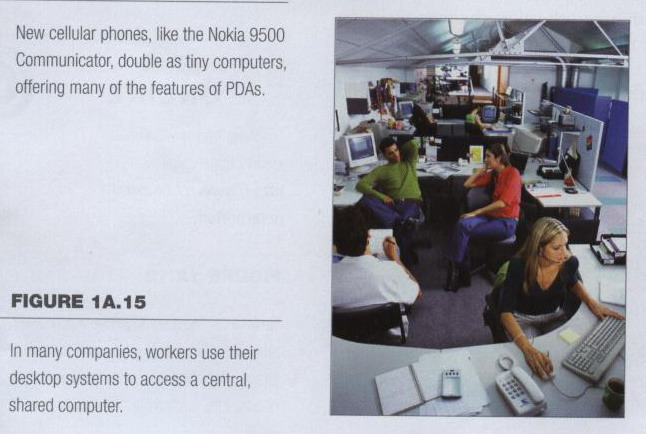 New cellular phones, like the Nokia 9500
Communicator, double as tiny computers,
offering many of the features of PDAs.
FIGURE 1A.15
In many companies, workers use their
desktop systems to access a central,
shared computer.